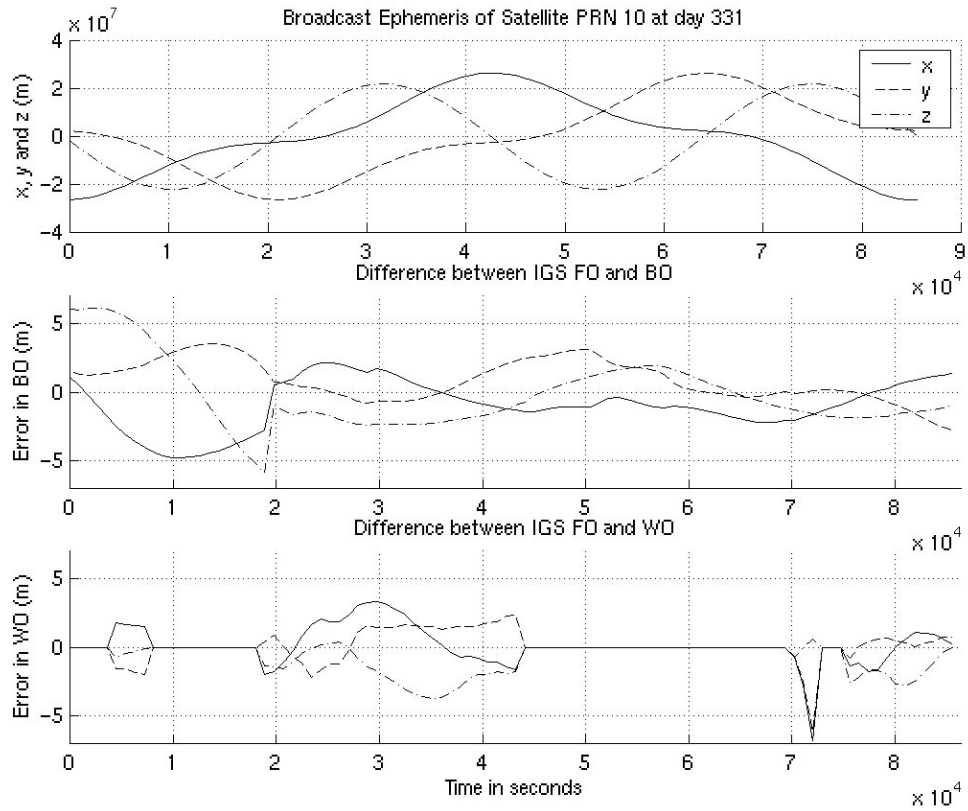 Broadcast Ephemeris of Satellite PRN 10 at day 331
x 10^7
4
2
0
−2
−4
x, y and z (m)
x
y
z
0 1 2 3 4 5 6 7 8 9
x 10^4
Difference between IGS FO and BO
5
0
−5
Error in BO (m)
0 1 2 3 4 5 6 7 8
x 10^4
Difference between IGS FO and WO
5
0
−5
Error in WO (m)
0 1 2 3 4 5 6 7 8
Time in seconds
x 10^4